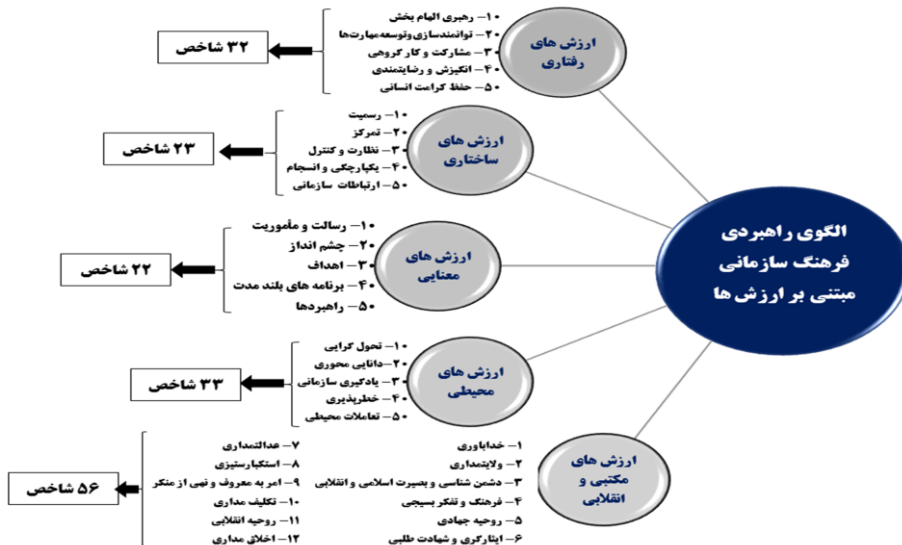 الگوی راهبردی
فرهنگ سازمانی
مبتنی بر ارزش ها
ارزش های
رفتاری
۱- رهبری الهام بخش
۲- توانمندسازی وتوسعه مهارت‌ها
۳- مشارکت و کار گروهی
۴- انگیزش و رضایتمندی
۵- حفظ کرامت انسانی
۳۲ شاخص
ارزش های
ساختاری
۱- رسمیت
۲- تمرکز
۳- نظارت و کنترل
۴- یکپارچگی و انسجام
۵- ارتباطات سازمانی
۲۳ شاخص
ارزش های
معنایی
۱- رسالت و مأموریت
۲- چشم انداز
۳- اهداف
۴- برنامه های بلند مدت
۵- راهبردها
۲۲ شاخص
ارزش های
محیطی
۱- تحول گرایی
۲- دانایی محوری
۳- یادگیری سازمانی
۴- خطرپذیری
۵- تعاملات محیطی
۳۳ شاخص
ارزش های
مکتبی و
انقلابی
۱- خداباوری
۲- ولایتمداری
۳- دشمن شناسی و بصیرت اسلامی و انقلابی
۴- فرهنگ و تفکر بسیجی
۵- روحیه جهادی
۶- ایثارگری و شهادت طلبی
۷- عدالتمداری
۸- استکبارستیزی
۹- امر به معروف و نهی از منکر
۱۰- تکلیف مداری
۱۱- روحیه انقلابی
۱۲- اخلاق مداری
۵۶ شاخص